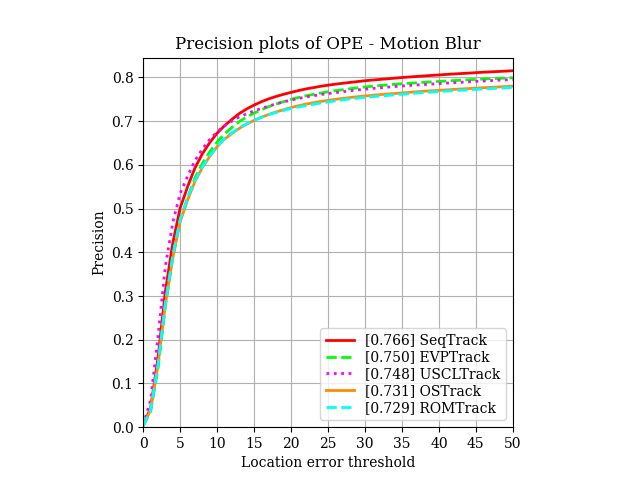 Precision plots of OPE - Motion Blur
0.8
0.7
0.6
0.5
0.4
0.3
0.2
0.1
0.0
Precision
[0.766] SeqTrack
[0.750] EVPTrack
[0.748] USCLTrack
[0.731] OSTrack
[0.729] ROMTrack
0 5 10 15 20 25 30 35 40 45 50
Location error threshold